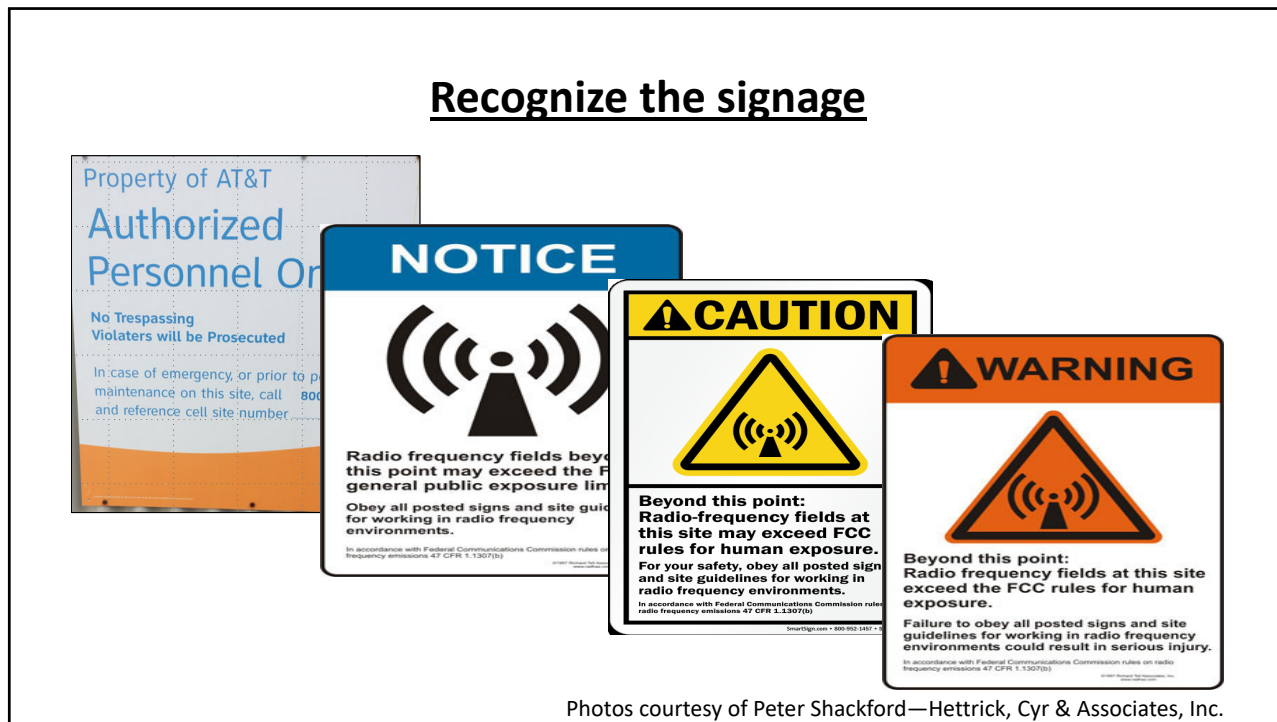 Recognize the signage
Property of AT&T
Authorized
Personnel
No Trespassing
Violaters will be Prosecuted
In case of emergency, or prior to
maintenance on this site, call 800
and reference cell site number
NOTICE
Radio frequency fields
this point may exceed the
general public exposure
Obey all posted signs and site
for working in radio frequency
environments.
In accordance with Federal Communications Commission rules on
frequency emissions 47 CFR 1.1307(b)
CAUTION
Beyond this point:
Radio-frequency fields at
this site may exceed FCC
rules for human exposure.
For your safety, obey all posted
and site guidelines for working in
radio frequency environments.
In accordance with Federal Communications Commission
radio frequency emissions 47 CFR 1.1307(b)
SmartSign.com • 800-952-1457 •
WARNING
Beyond this point:
Radio frequency fields at this site
exceed the FCC rules for human
exposure.
Failure to obey all posted signs and site
guidelines for working in radio frequency
environments could result in serious injury.
In accordance with Federal Communications Commission rules on radio
frequency emissions 47 CFR 1.1307(b)
Photos courtesy of Peter Shackford—Hettrick, Cyr & Associates, Inc.